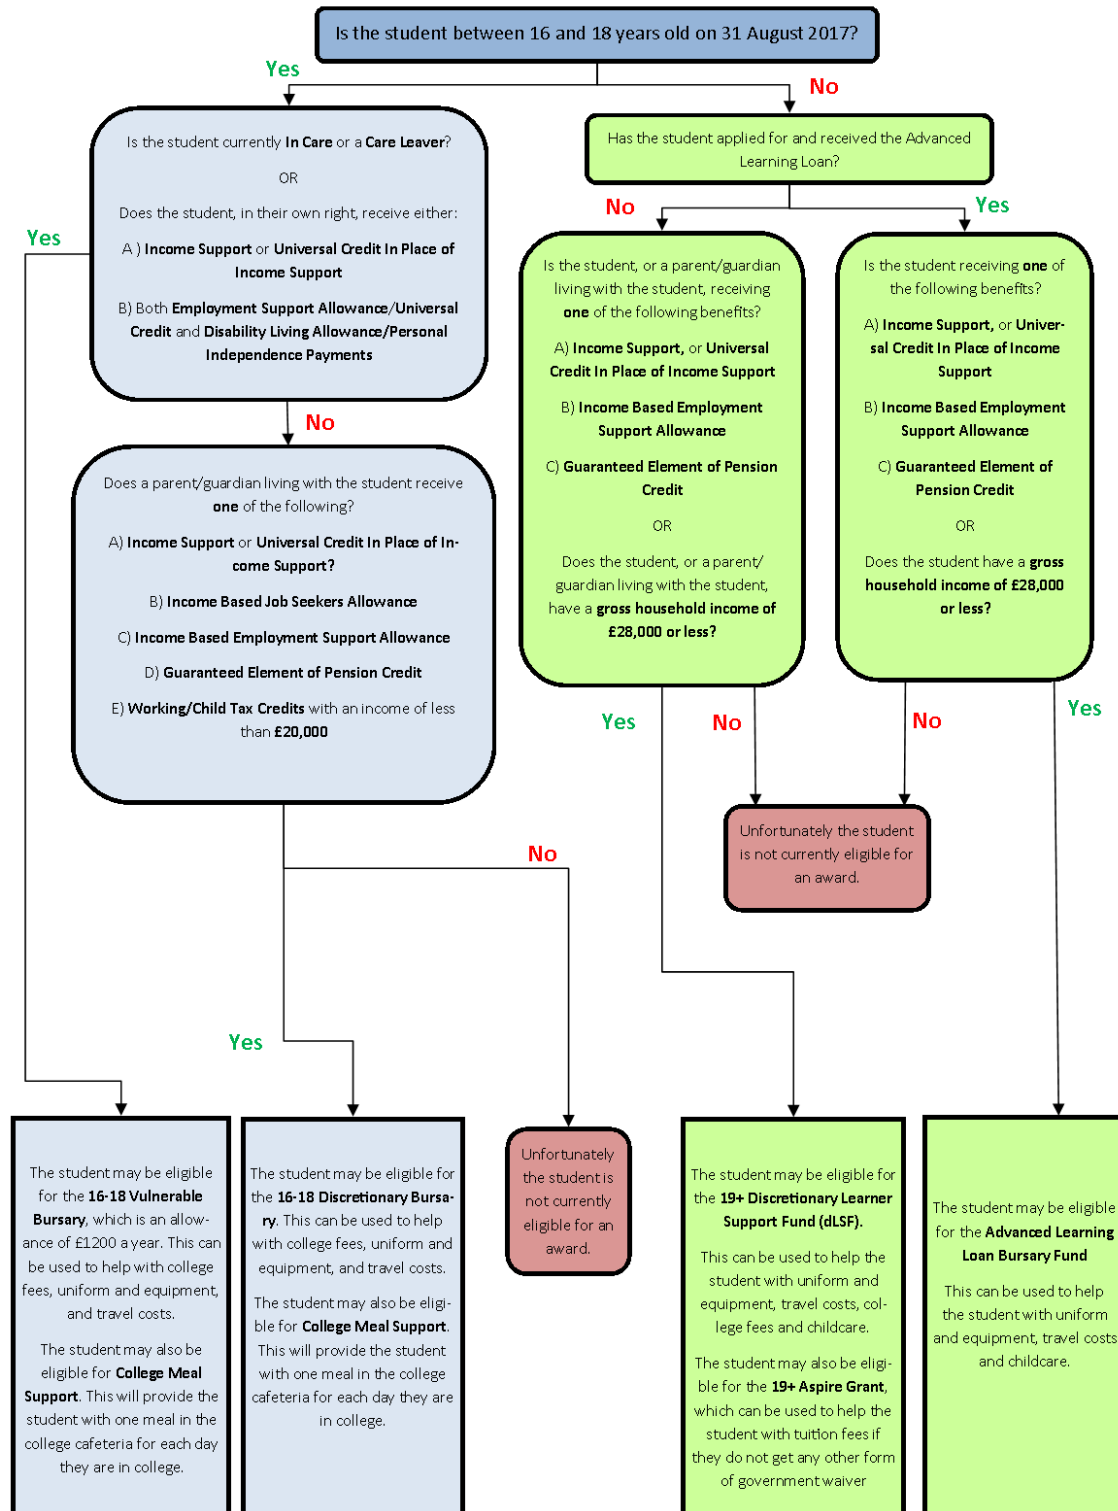 Is the student between 16 and 18 years old on 31 August 2017?
Yes
No
Is the student currently In Care or a Care Leaver?
OR
Does the student, in their own right, receive either:
A ) Income Support or Universal Credit In Place of
Income Support
B) Both Employment Support Allowance/Universal
Credit and Disability Living Allowance/Personal
Independence Payments
Has the student applied for and received the Advanced
Learning Loan?
Yes
No
Yes
No
Does a parent/guardian living with the student receive
one of the following?
A) Income Support or Universal Credit In Place of In-
come Support?
B) Income Based Job Seekers Allowance
C) Income Based Employment Support Allowance
D) Guaranteed Element of Pension Credit
E) Working/Child Tax Credits with an income of less
than £20,000
Is the student, or a parent/guardian
living with the student, receiving
one of the following benefits?
A) Income Support, or Universal
Credit In Place of Income Support
B) Income Based Employment
Support Allowance
C) Guaranteed Element of Pension
Credit
OR
Does the student, or a parent/
guardian living with the student,
have a gross household income of
£28,000 or less?
Is the student receiving one of
the following benefits?
A) Income Support, or Univer-
sal Credit In Place of Income
Support
B) Income Based Employment
Support Allowance
C) Guaranteed Element of
Pension Credit
OR
Does the student have a gross
household income of £28,000
or less?
Yes
No
No
Yes
Unfortunately the student
is not currently eligible for
an award.
No
Yes
The student may be eligible
for the 16-18 Vulnerable
Bursary, which is an allow-
ance of £1200 a year. This can
be used to help with college
fees, uniform and equipment,
and travel costs.
The student may also be
eligible for College Meal
Support. This will provide the
student with one meal in the
college cafeteria for each day
they are in college.
The student may be eligible for
the 16-18 Discretionary Bursa-
ry. This can be used to help
with college fees, uniform and
equipment, and travel costs.
The student may also be eligi-
ble for College Meal Support.
This will provide the student
with one meal in the college
cafeteria for each day they are
in college.
Unfortunately
the student is
not currently
eligible for an
award.
The student may be eligible for
the 19+ Discretionary Learner
Support Fund (dLSF).
This can be used to help the
student with uniform and
equipment, travel costs, col-
lege fees and childcare.
The student may also be eligi-
ble for the 19+ Aspire Grant,
which can be used to help the
student with tuition fees if
they do not get any other form
of government waiver
The student may be eligible
for the Advanced Learning
Loan Bursary Fund
This can be used to help
the student with uniform
and equipment, travel costs
and childcare.